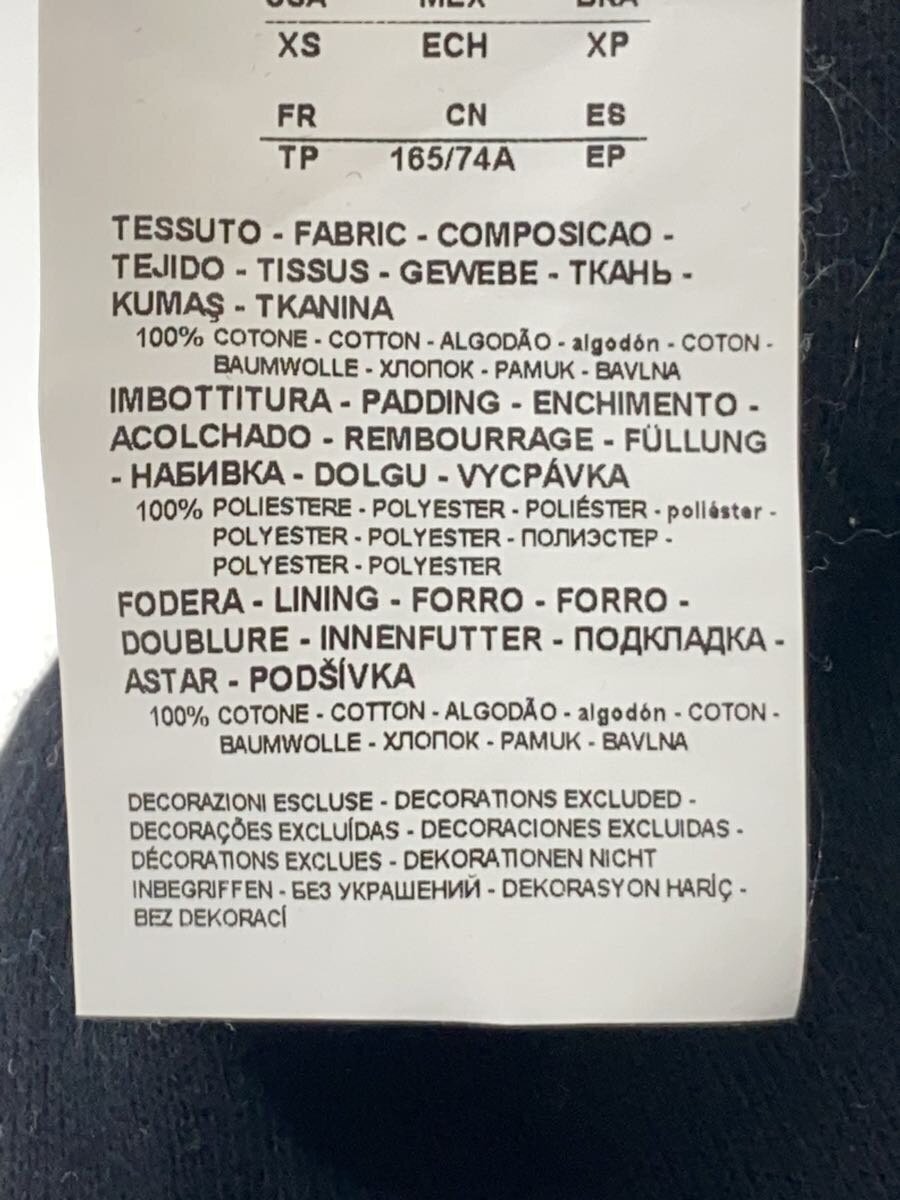 USA MEX BRA
XS ECH XP
FR CN ES
TP 165/74A EP
TESSUTO - FABRIC - COMPOSICAO -
TEJIDO - TISSUS - GEWEBE - ТКАНЬ -
KUMAŞ - TKANINA
100% COTONE - COTTON - ALGODÃO - algodón - COTON -
BAUMWOLLE - ХЛОПОК - PAMUK - BAVLNA
IMBOTTITURA - PADDING - ENCHIMENTO -
ACOLCHADO - REMBOURRAGE - FÜLLUNG
- НАБИВКА - DOLGU - VYCPÁVKA
100% POLIESTERE - POLYESTER - POLIÉSTER - poliéster -
POLYESTER - POLYESTER - ПОЛИЭСТЕР -
POLYESTER - POLYESTER
FODERA - LINING - FORRO - FORRO -
DOUBLURE - INNENFUTTER - ПОДКЛАДКА -
ASTAR - PODŠÍVKA
100% COTONE - COTTON - ALGODÃO - algodón - COTON -
BAUMWOLLE - ХЛОПОК - PAMUK - BAVLNA
DECORAZIONI ESCLUSE - DECORATIONS EXCLUDED -
DECORAÇÕES EXCLUÍDAS - DECORACIONES EXCLUIDAS -
DÉCORATIONS EXCLUES - DEKORATIONEN NICHT
INBEGRIFFEN - БЕЗ УКРАШЕНИЙ - DEKORASYON HARİÇ -
BEZ DEKORACÍ